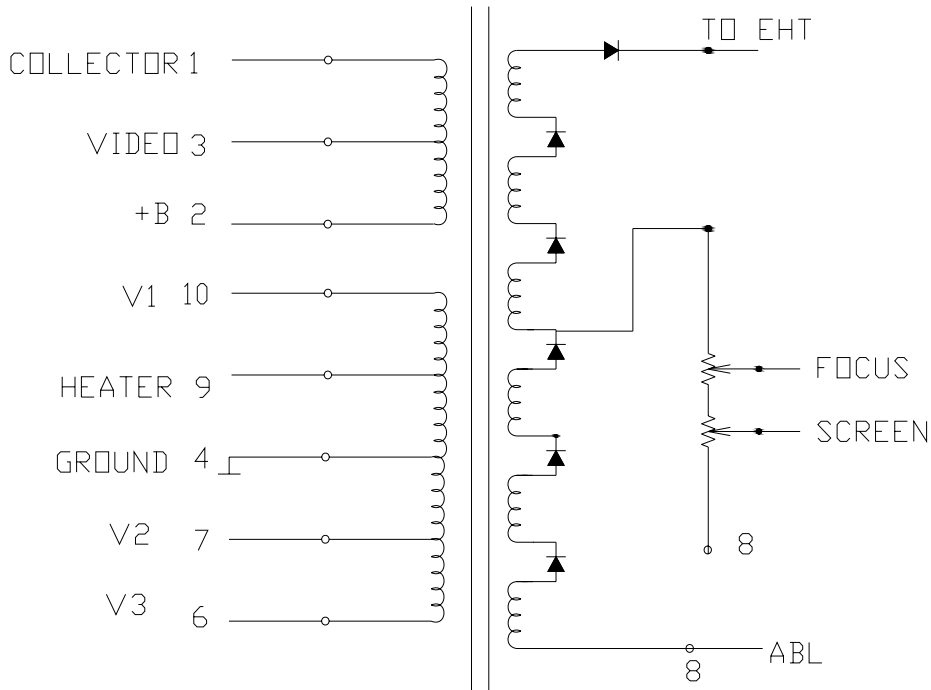 TO EHT
COLLECTOR 1
VIDEO 3
+B 2
V1 10
HEATER 9
FOCUS
SCREEN
GROUND 4
V2 7
8
V3 6
ABL
8